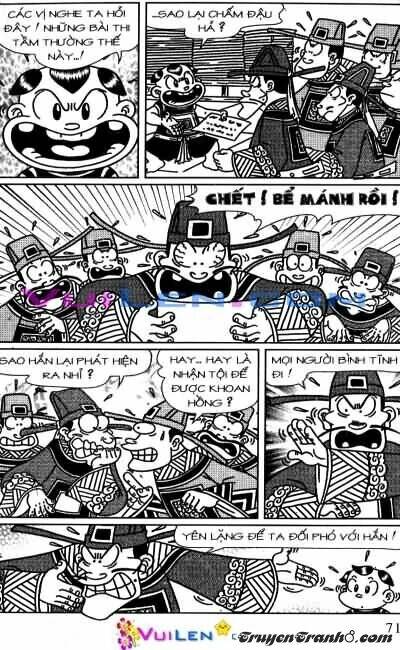 CÁC VỊ NGHE TA HỎI
ĐÂY! NHỮNG BÀI THI
TẦM THƯỜNG THẾ
NÀY...!
...SAO LẠI CHẤM ĐẬU
HẢ?
CHẾT! BỂ MÁNH RỒI!
VuiLen.com
SAO HẮN LẠI PHÁT HIỆN
RA NHỈ?
HAY... HAY LÀ
NHẬN TỘI ĐỂ
ĐƯỢC KHOAN
HỒNG?
MỌI NGƯỜI BÌNH TĨNH
ĐI!
YÊN LẶNG ĐỂ TA ĐỐI PHÓ VỚI HẮN!
71
VuiLen
TruyenTranh8.com